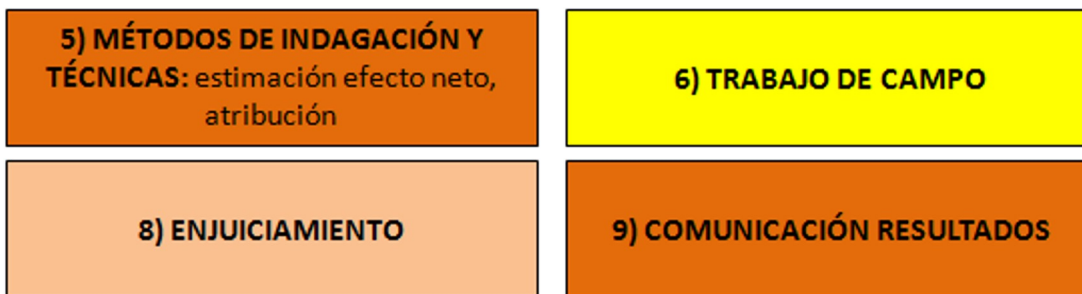 5) MÉTODOS DE INDAGACIÓN Y
TÉCNICAS: estimación efecto neto,
atribución
6) TRABAJO DE CAMPO
8) ENJUICIAMIENTO
9) COMUNICACIÓN RESULTADOS